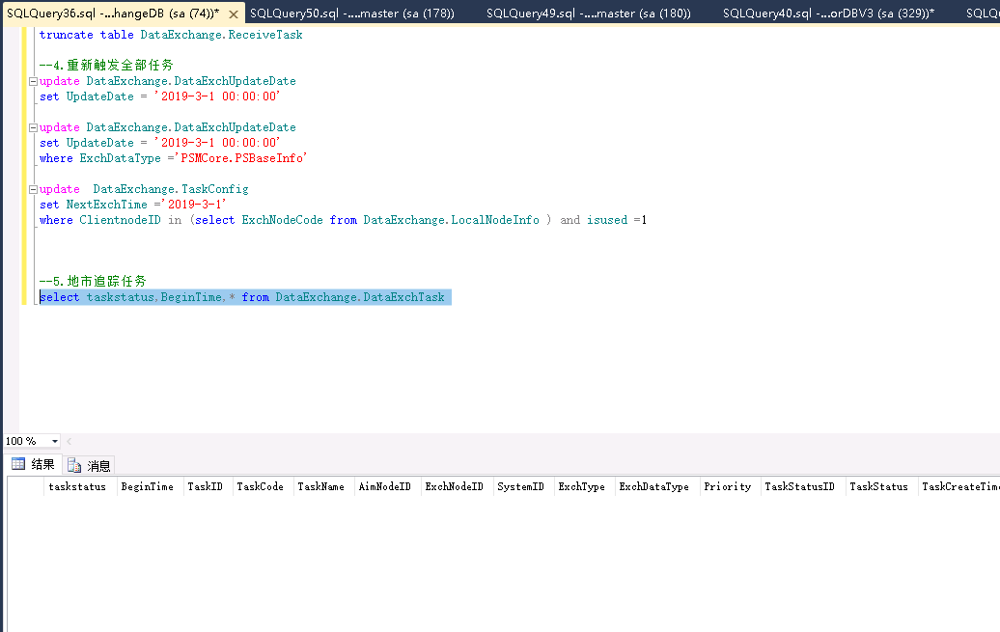 SQLQuery36.sql -...hangeDB (sa (74))* SQLQuery50.sql -....master (sa (178)) SQLQuery49.sql -....master (sa (180)) SQLQuery40.sql -...orDBV3 (sa (329))*
truncate table DataExchange.ReceiveTask
--4.重新触发全部任务
update DataExchange.DataExchUpdateDate
set UpdateDate = '2019-3-1 00:00:00'
update DataExchange.DataExchUpdateDate
set UpdateDate = '2019-3-1 00:00:00'
where ExchDataType ='PSMCore.PSBaseInfo'
update  DataExchange.TaskConfig
set NextExchTime ='2019-3-1'
where ClientnodeID in (select ExchNodeCode from DataExchange.LocalNodeInfo ) and isused =1
--5.地市追踪任务
select taskstatus,BeginTime,* from DataExchange.DataExchTask
100 %
结果 消息
taskstatus BeginTime TaskID TaskCode TaskName AimNodeID ExchNodeID SystemID ExchType ExchDataType Priority TaskStatusID TaskStatus TaskCreateTime